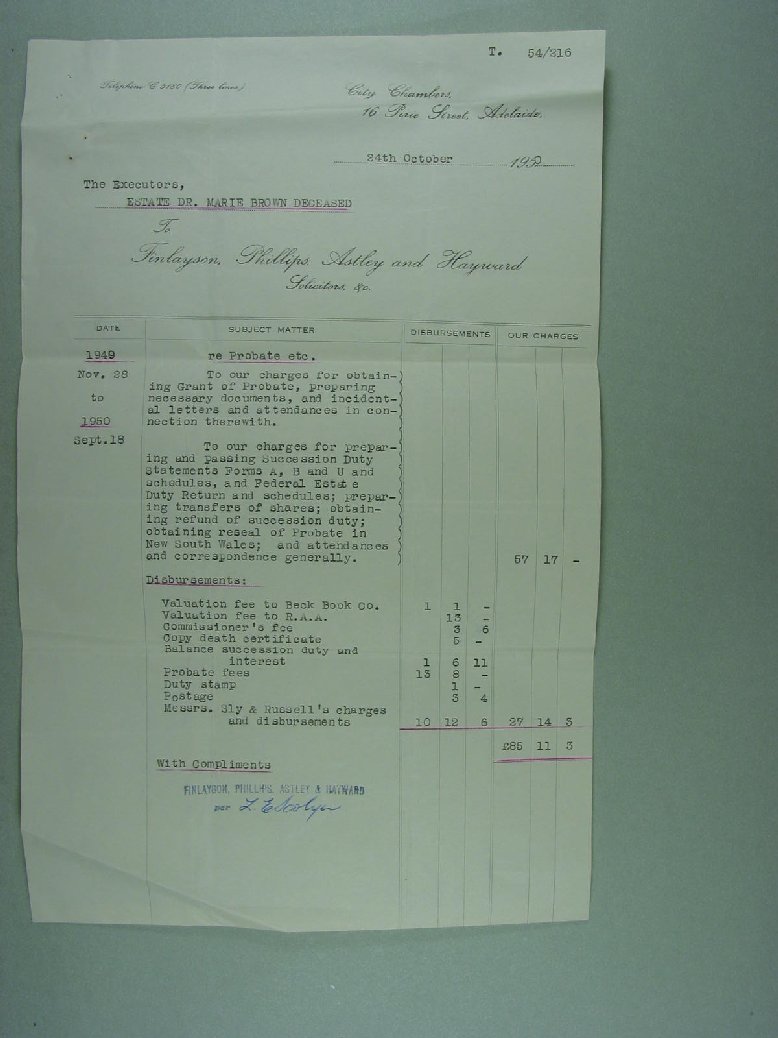 T. 54/216
Telephone C 3180 (Three lines)
City Chambers,
16 Pirie Street, Adelaide.
24th October 1950
The Executors,
ESTATE DR. MARIE BROWN DECEASED
To
Finlayson, Phillips, Astley and Hayward
Solicitors, &c.
DATE SUBJECT MATTER DISBURSEMENTS OUR CHARGES
1949 re Probate etc.
Nov. 28 To our charges for obtain-
ing Grant of Probate, preparing
to necessary documents, and incident-
al letters and attendances in con-
1950 nection therewith.
Sept.18
To our charges for prepar-
ing and passing Succession Duty
Statements Forms A, B and U and
schedules, and Federal Estate
Duty Return and schedules; prepar-
ing transfers of shares; obtain-
ing refund of succession duty;
obtaining reseal of Probate in
New South Wales; and attendances
and correspondence generally. 57 17 -
Disbursements:
Valuation fee to Beck Book Co. 1 1 -
Valuation fee to R.A.A. 13 -
Commissioner's fee 3 6
Copy death certificate 5 -
Balance succession duty and
interest 1 6 11
Probate fees 13 8 -
Duty stamp 1 -
Postage 3 4
Messrs. Sly & Russell's charges
and disbursements 10 12 6 27 14 3
£85 11 3
With Compliments
FINLAYSON, PHILLIPS, ASTLEY & HAYWARD
per